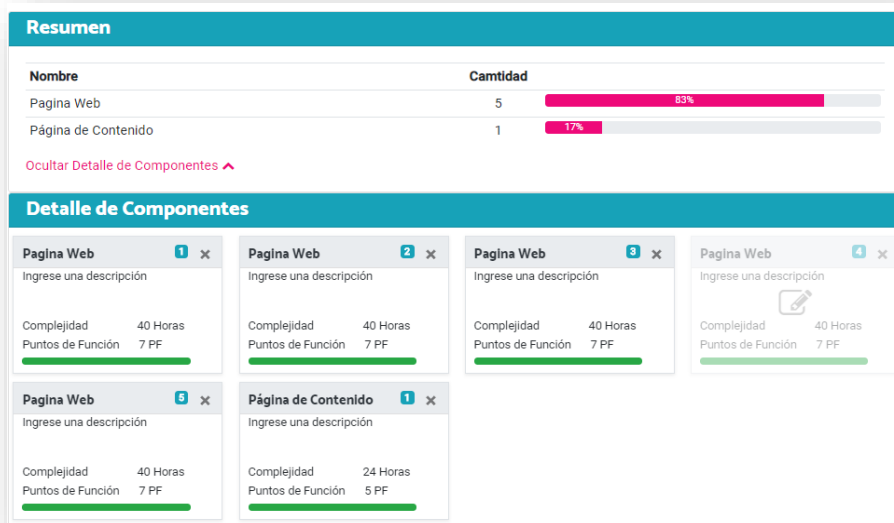 Resumen
Nombre Camtidad
Pagina Web 5 83%
Página de Contenido 1 17%
Ocultar Detalle de Componentes
Detalle de Componentes
Pagina Web 1 ×
Ingrese una descripción
Complejidad 40 Horas
Puntos de Función 7 PF
Pagina Web 2 ×
Ingrese una descripción
Complejidad 40 Horas
Puntos de Función 7 PF
Pagina Web 3 ×
Ingrese una descripción
Complejidad 40 Horas
Puntos de Función 7 PF
Pagina Web 4 ×
Ingrese una descripción
Complejidad 40 Horas
Puntos de Función 7 PF
Pagina Web 5 ×
Ingrese una descripción
Complejidad 40 Horas
Puntos de Función 7 PF
Página de Contenido 1 ×
Ingrese una descripción
Complejidad 24 Horas
Puntos de Función 5 PF